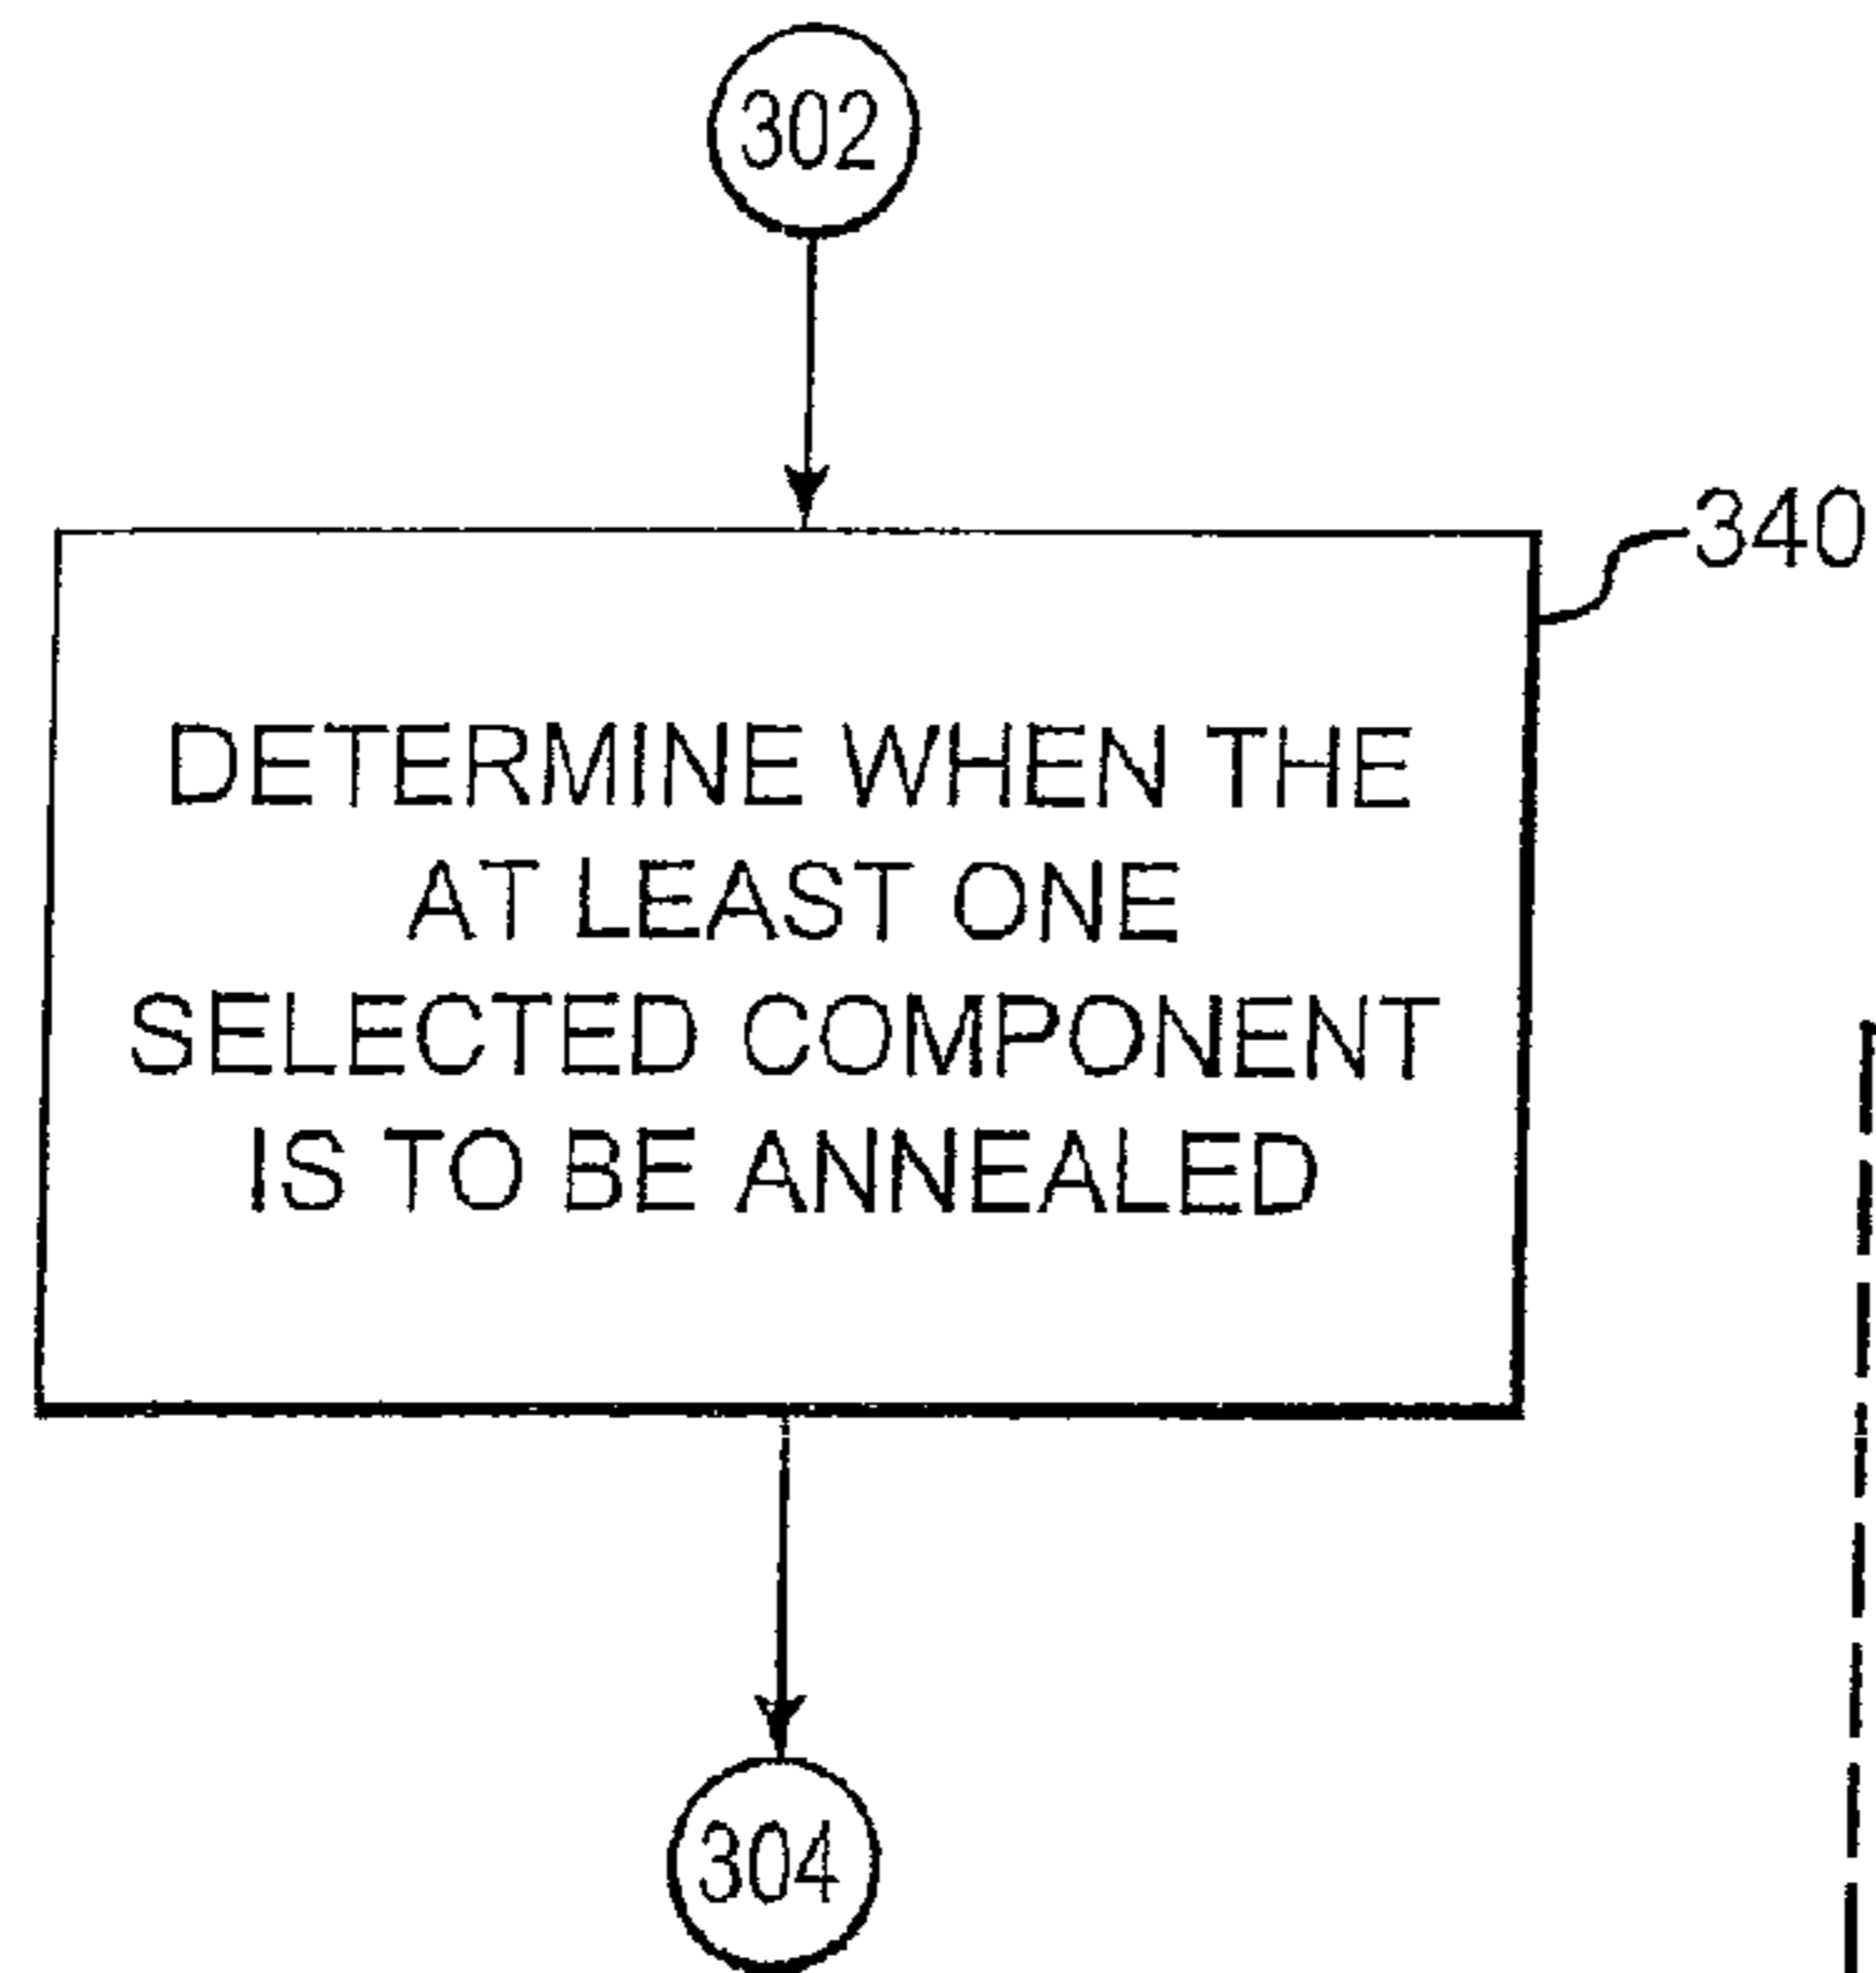 302
340
DETERMINE WHEN THE
AT LEAST ONE
SELECTED COMPONENT
IS TO BE ANNEALED
304